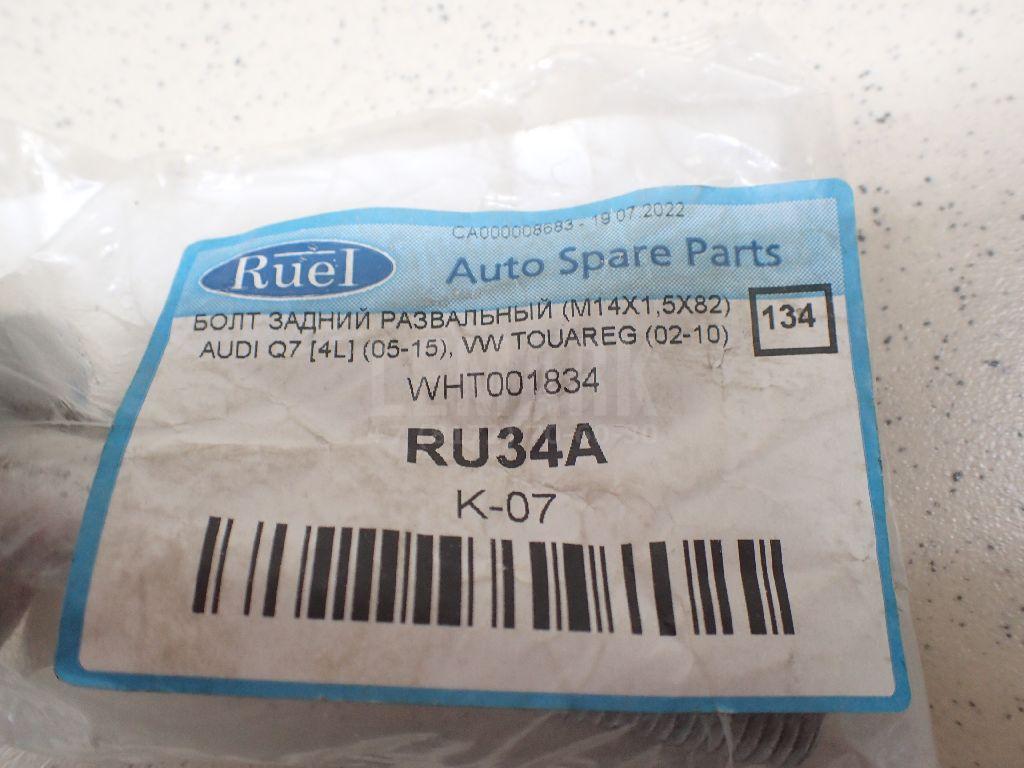 CA000008683 - 19.07.2022
Ruel Auto Spare Parts
БОЛТ ЗАДНИЙ РАЗВАЛЬНЫЙ (M14X1,5X82)
AUDI Q7 [4L] (05-15), VW TOUAREG (02-10)
134
WHT001834
RU34A
K-07